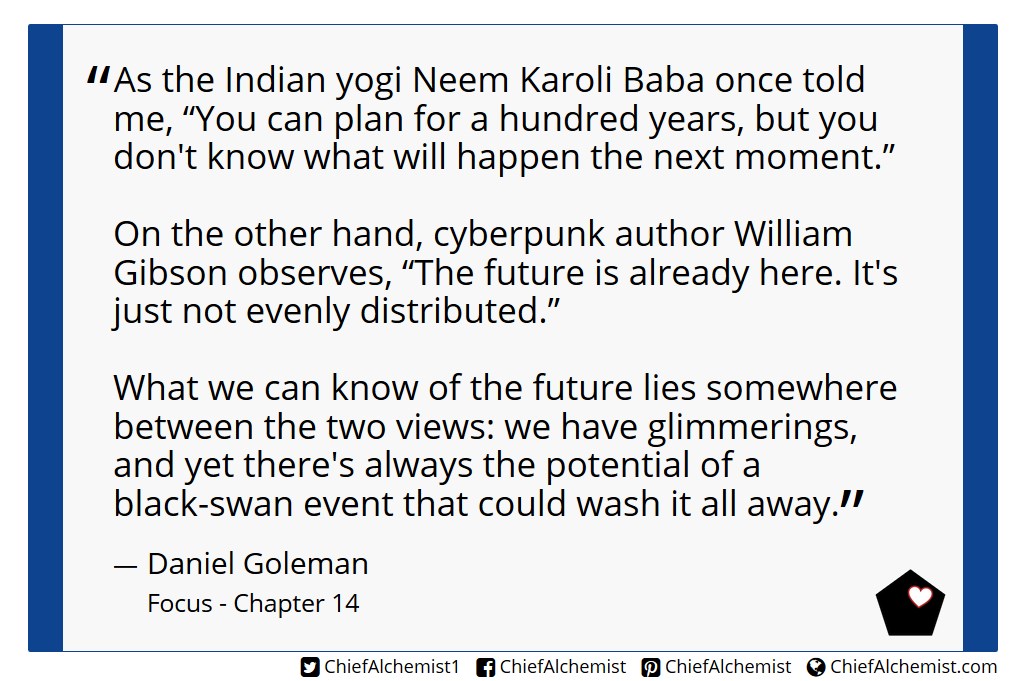 “As the Indian yogi Neem Karoli Baba once told
me, “You can plan for a hundred years, but you
don't know what will happen the next moment.”
On the other hand, cyberpunk author William
Gibson observes, “The future is already here. It's
just not evenly distributed.”
What we can know of the future lies somewhere
between the two views: we have glimmerings,
and yet there's always the potential of a
black-swan event that could wash it all away.”
— Daniel Goleman
Focus - Chapter 14
ChiefAlchemist1 ChiefAlchemist ChiefAlchemist ChiefAlchemist.com